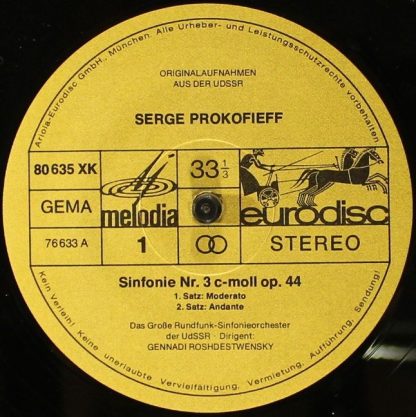 Ariola-Eurodisc GmbH., München. Alle Urheber- und Leistungsschutzrechte vorbehalten
ORIGINALAUFNAHMEN
AUS DER UDSSR
SERGE PROKOFIEFF
80 635 XK
33 1/3
GEMA
melodia
eurodisc
76 633 A
1
STEREO
Sinfonie Nr. 3 c-moll op. 44
1. Satz: Moderato
2. Satz: Andante
Das Große Rundfunk-Sinfonieorchester
der UdSSR · Dirigent:
GENNADI ROSHDESTWENSKY
Kein Verleih! Keine unerlaubte Vervielfältigung, Vermietung, Aufführung, Sendung!